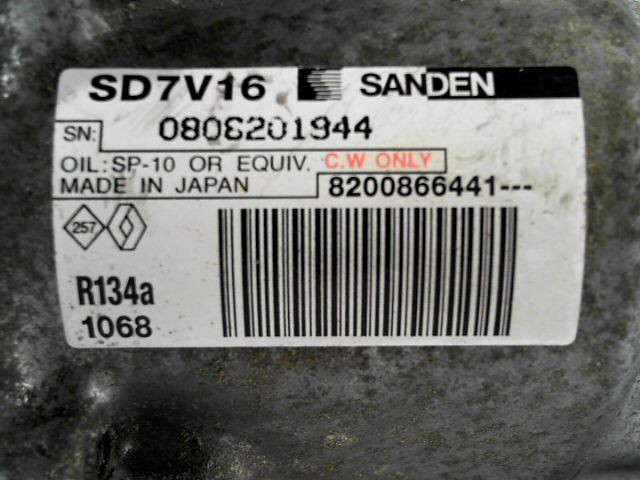 SD7V16 SANDEN
SN: 0808201944
OIL: SP-10 OR EQUIV. C.W ONLY
MADE IN JAPAN 8200866441---
257
R134a
1068